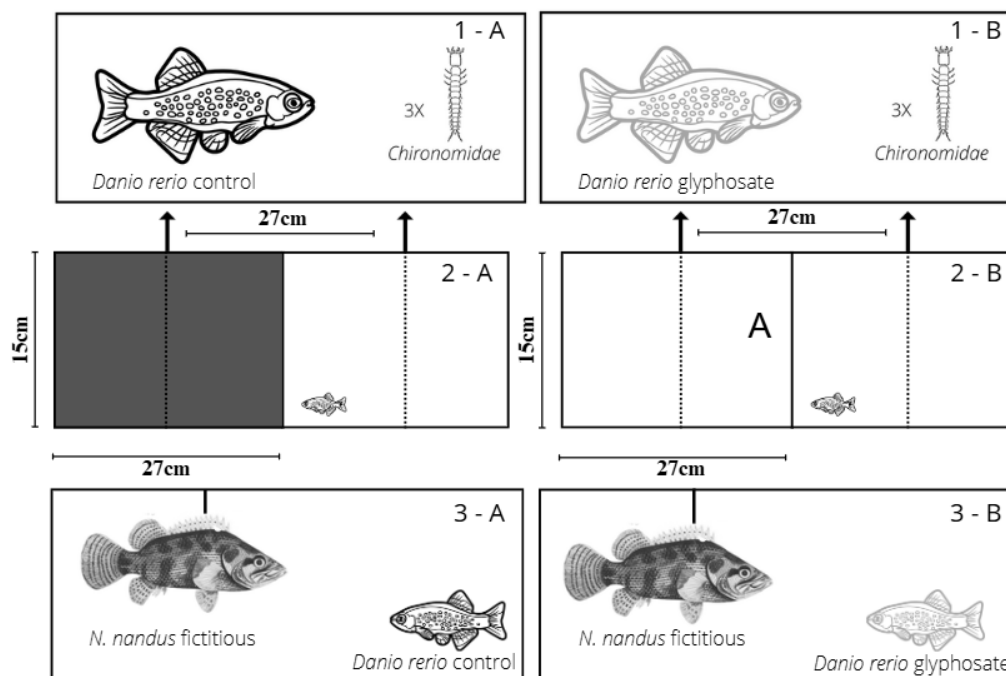 1 - A
3X
Chironomidae
Danio rerio control
1 - B
3X
Chironomidae
Danio rerio glyphosate
27cm
27cm
15cm
2 - A
15cm
A
2 - B
27cm
27cm
3 - A
N. nandus fictitious
Danio rerio control
3 - B
N. nandus fictitious
Danio rerio glyphosate